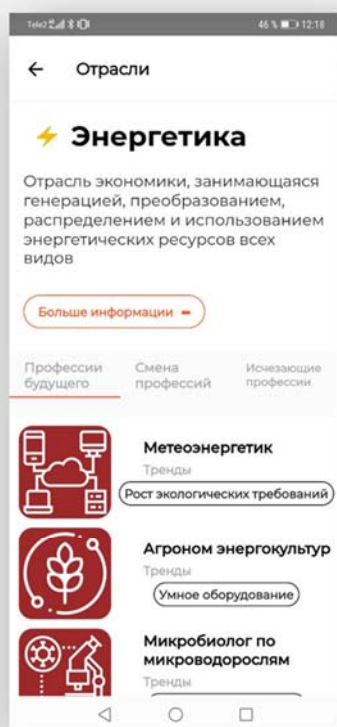 Tele2
46 % 12:18
Отрасли
Энергетика
Отрасль экономики, занимающаяся
генерацией, преобразованием,
распределением и использованием
энергетических ресурсов всех
видов
Больше информации
Профессии
будущего
Смена
профессий
Исчезающие
профессии
Метеоэнергетик
Тренды
Рост экологических требований
Агроном энергокультур
Тренды
Умное оборудование
Микробиолог по
микроводорослям
Тренды